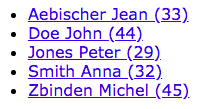 Aebischer Jean (33)
Doe John (44)
Jones Peter (29)
Smith Anna (32)
Zbinden Michel (45)